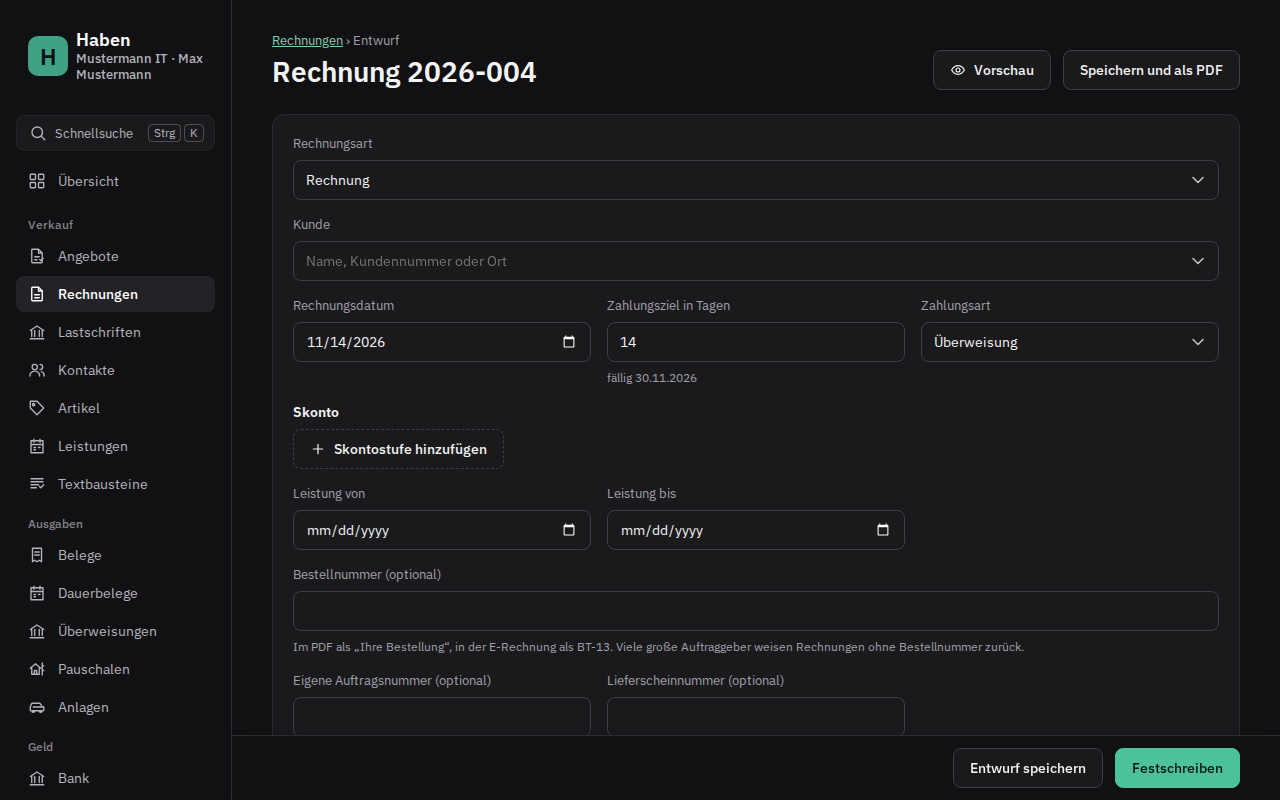 H
Haben
Mustermann IT · Max
Mustermann
Schnellsuche Strg K
Übersicht
Verkauf
Angebote
Rechnungen
Lastschriften
Kontakte
Artikel
Leistungen
Textbausteine
Ausgaben
Belege
Dauerbelege
Überweisungen
Pauschalen
Anlagen
Geld
Bank
Rechnungen › Entwurf
Rechnung 2026-004
Vorschau
Speichern und als PDF
Rechnungsart
Rechnung
Kunde
Name, Kundennummer oder Ort
Rechnungsdatum Zahlungsziel in Tagen Zahlungsart
11/14/2026 14 Überweisung
fällig 30.11.2026
Skonto
Skontostufe hinzufügen
Leistung von Leistung bis
mm/dd/yyyy mm/dd/yyyy
Bestellnummer (optional)
Im PDF als „Ihre Bestellung“, in der E-Rechnung als BT-13. Viele große Auftraggeber weisen Rechnungen ohne Bestellnummer zurück.
Eigene Auftragsnummer (optional) Lieferscheinnummer (optional)
Entwurf speichern Festschreiben